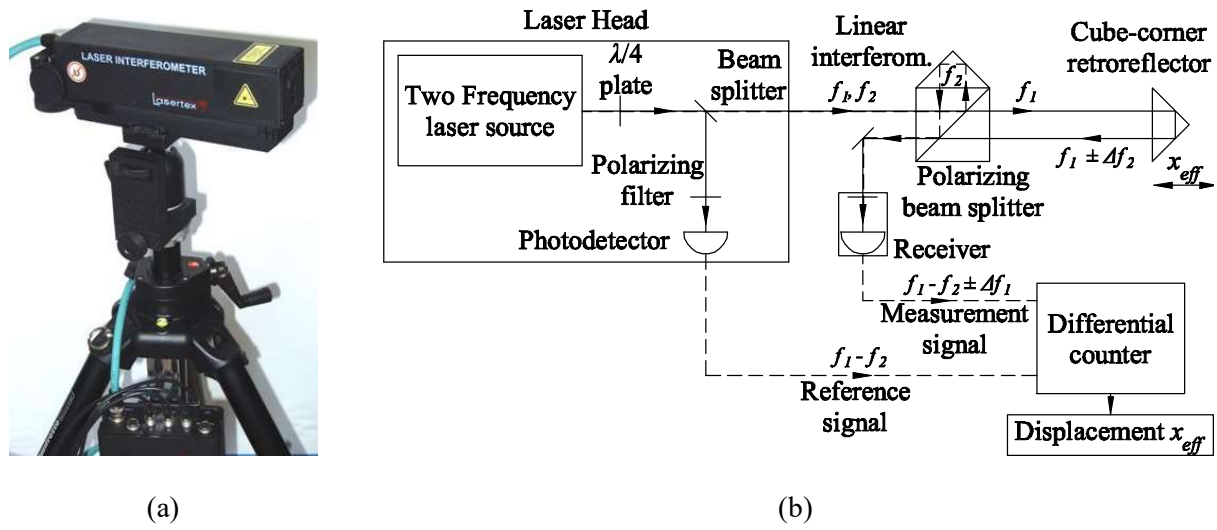 LASER INTERFEROMETER
Lasertex
(a)
Laser Head
Two Frequency
laser source
λ/4
plate
Beam
splitter
Polarizing
filter
Photodetector
Linear
interferom.
f1, f2
f2
f1
Cube-corner
retroreflector
f1 ± Δf2
xeff
Polarizing
beam splitter
Receiver
f1 - f2 ± Δf1
Measurement
signal
f1 - f2
Reference
signal
Differential
counter
Displacement xeff
(b)